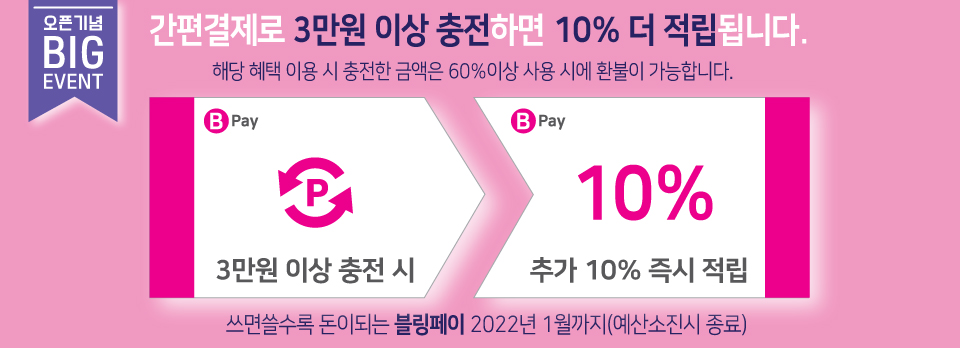 오픈기념
BIG
EVENT
간편결제로 3만원 이상 충전하면 10% 더 적립됩니다.
해당 혜택 이용 시 충전한 금액은 60%이상 사용 시에 환불이 가능합니다.
B Pay
P
3만원 이상 충전 시
B Pay
10%
추가 10% 즉시 적립
쓰면쓸수록 돈이되는 블링페이 2022년 1월까지(예산소진시 종료)